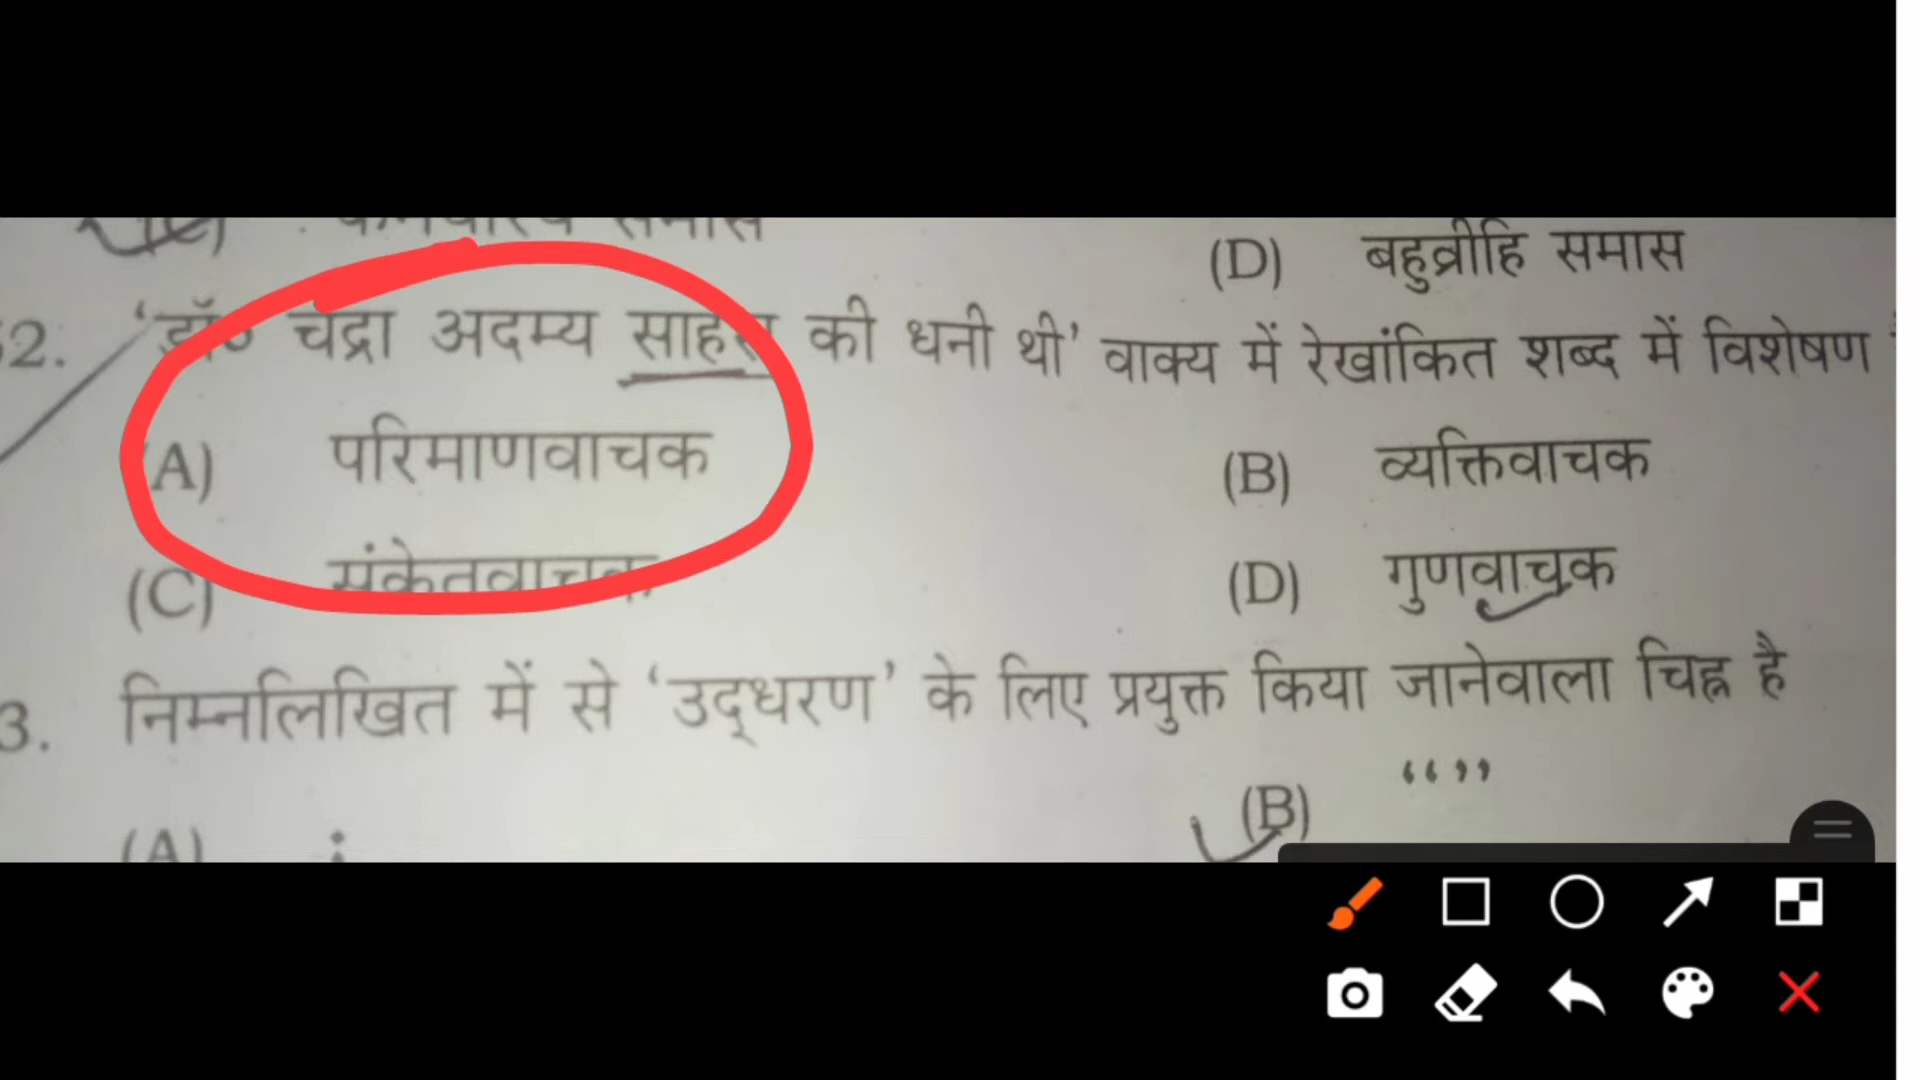 (D) बहुव्रीहि समास
62. 'डॉ० चंद्रा अदम्य साहस की धनी थी' वाक्य में रेखांकित शब्द में विशेषण
(A) परिमाणवाचक (B) व्यक्तिवाचक
(C) संकेतवाचक (D) गुणवाचक
3. निम्नलिखित में से 'उद्धरण' के लिए प्रयुक्त किया जानेवाला चिह्न है
(A) (B) “ ”